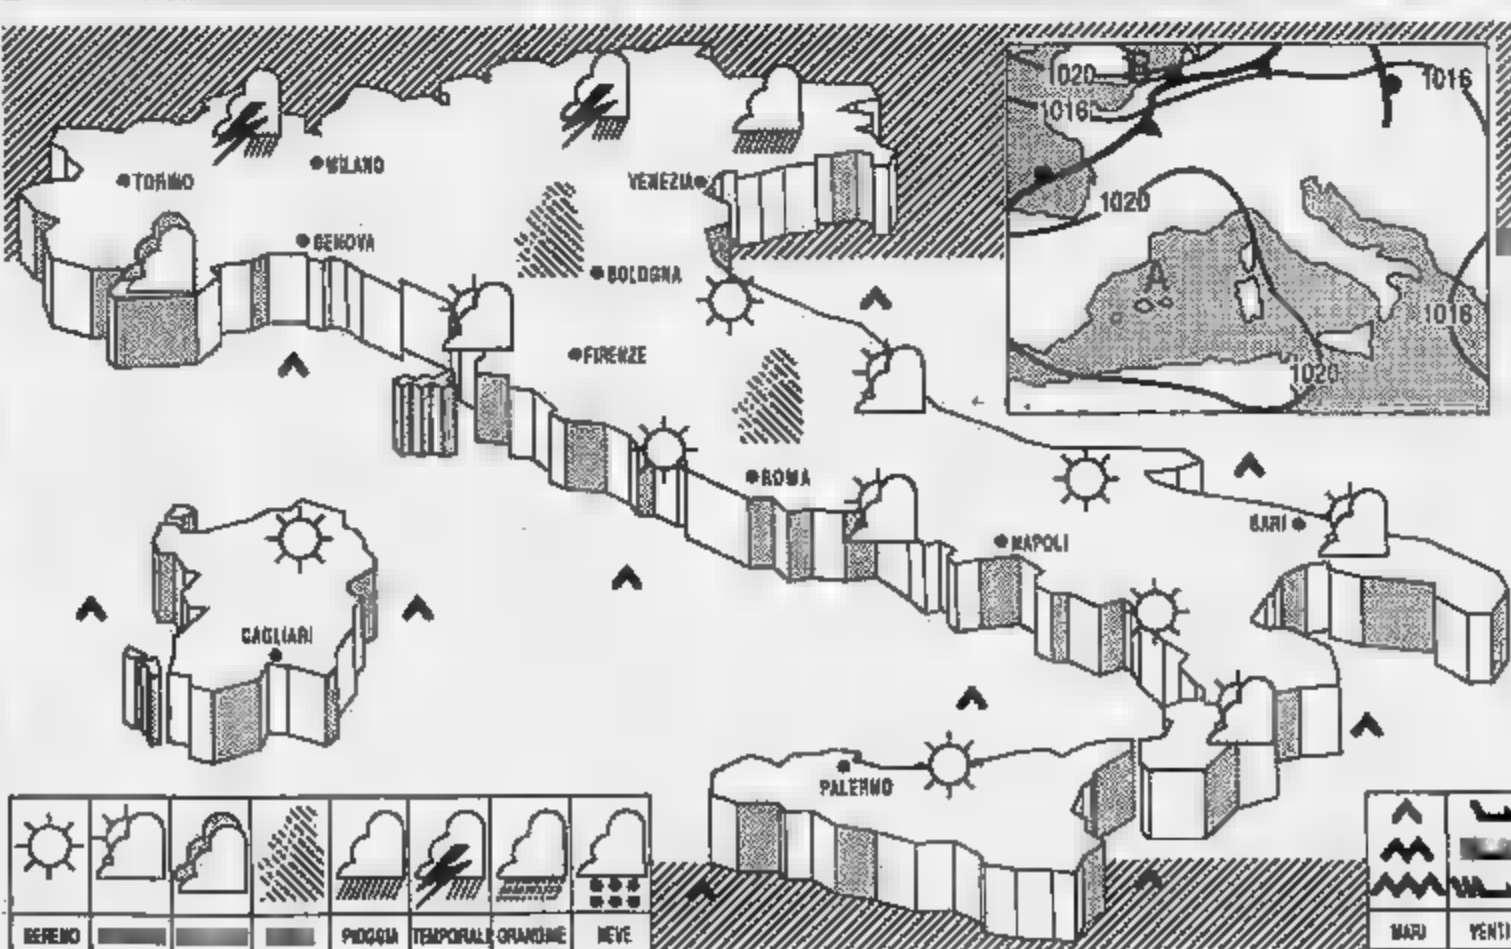 TORINO
MILANO
VENEZIA
GENOVA
BOLOGNA
FIRENZE
ROMA
NAPOLI
BARI
CAGLIARI
PALERMO
1020
B
1016
1016
1020
A
1016
1020
SERENO
PIOGGIA
TEMPORALE
GRANDINE
NEVE
MARI
VENTI